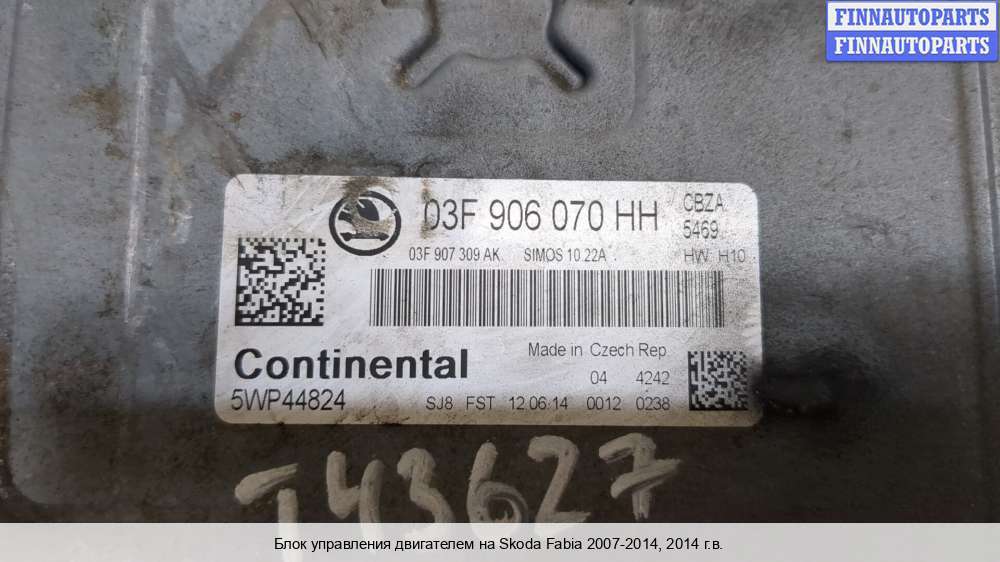 FINNAUTOPARTS
FINNAUTOPARTS
03F 906 070 HH CBZA
5469
03F 907 309 AK SIMOS 10.22A HW H10
Continental Made in Czech Rep.
04 4242
5WP44824 SJ8 FST 12.06.14 0012 0238
T43627
Блок управления двигателем на Skoda Fabia 2007-2014, 2014 г.в.